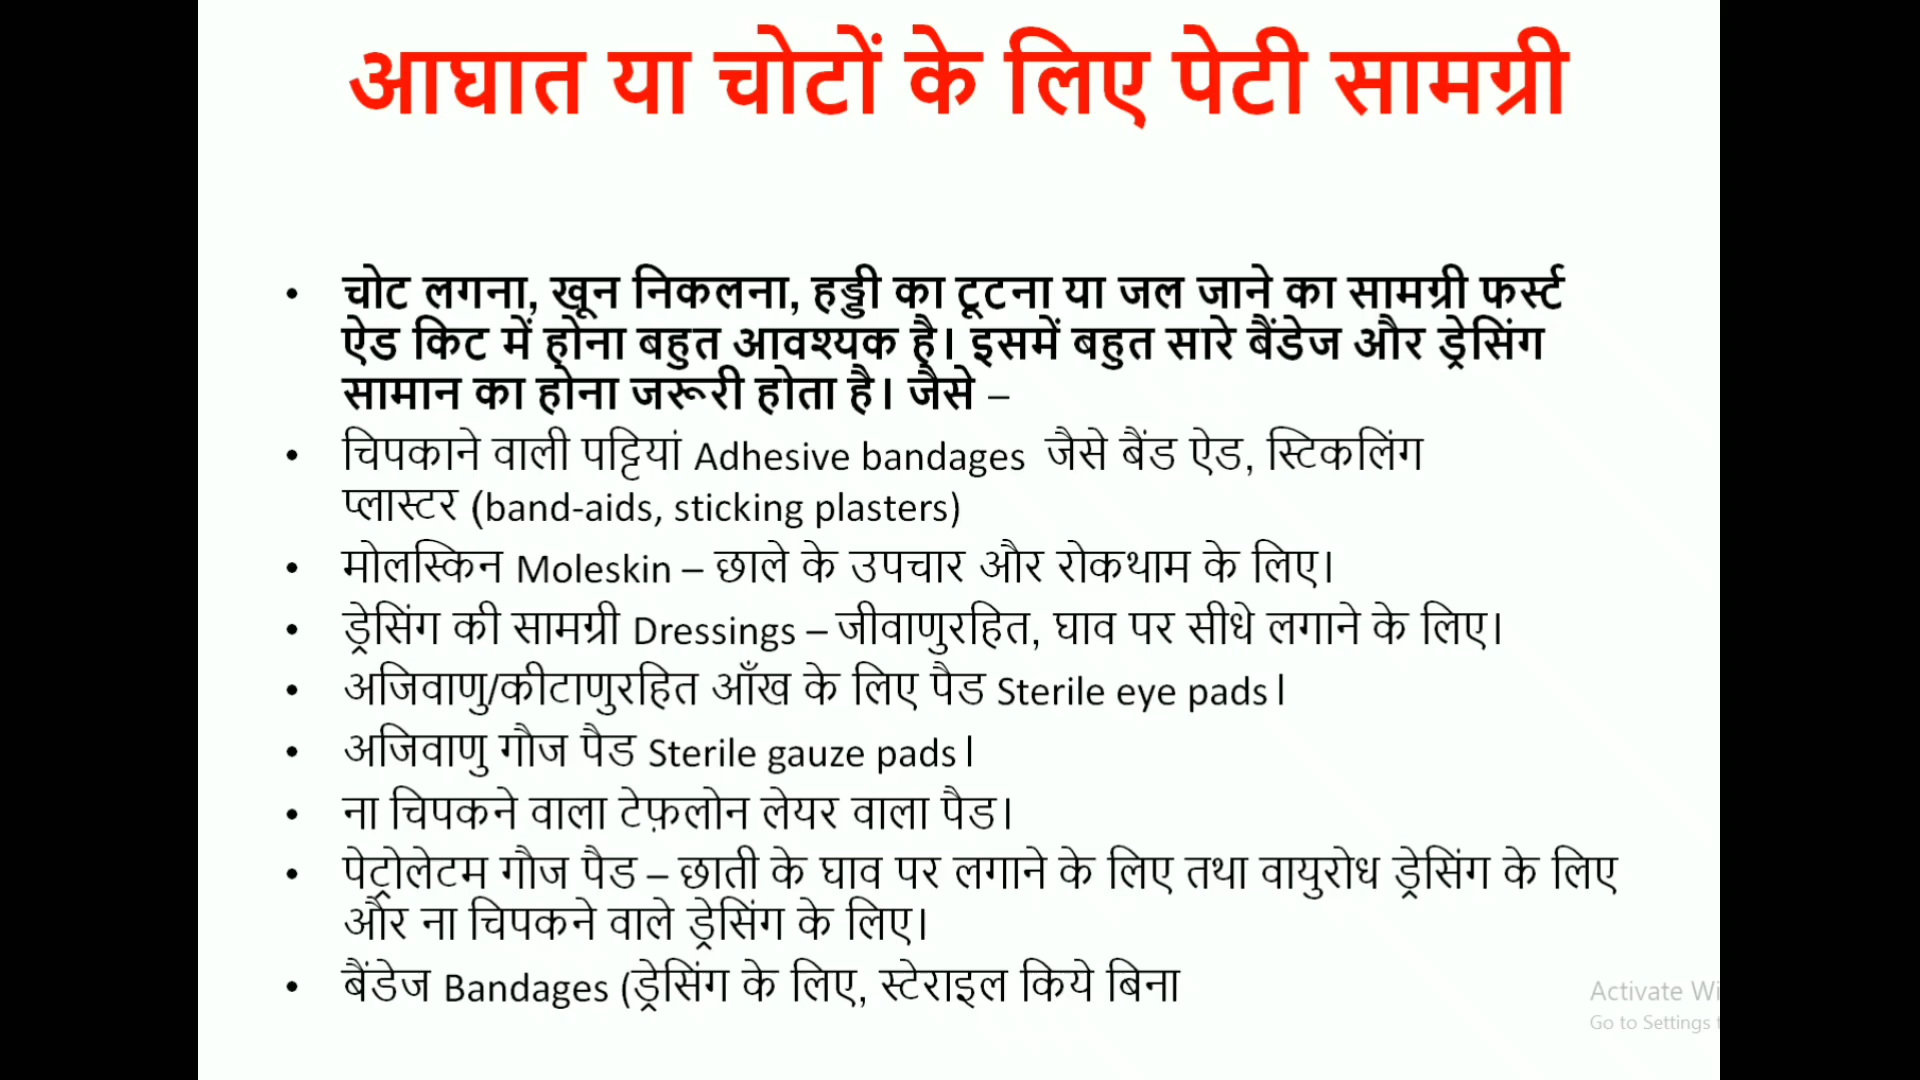 आघात या चोटों के लिए पेटी सामग्री
• चोट लगना, खून निकलना, हड्डी का टूटना या जल जाने का सामग्री फर्स्ट
ऐड किट में होना बहुत आवश्यक है। इसमें बहुत सारे बैंडेज और ड्रेसिंग
सामान का होना जरूरी होता है। जैसे –
• चिपकाने वाली पट्टियां Adhesive bandages जैसे बैंड ऐड, स्टिकलिंग
प्लास्टर (band-aids, sticking plasters)
• मोलस्किन Moleskin – छाले के उपचार और रोकथाम के लिए।
• ड्रेसिंग की सामग्री Dressings – जीवाणुरहित, घाव पर सीधे लगाने के लिए।
• अजिवाणु/कीटाणुरहित आँख के लिए पैड Sterile eye pads।
• अजिवाणु गौज पैड Sterile gauze pads।
• ना चिपकने वाला टेफ़लोन लेयर वाला पैड।
• पेट्रोलेटम गौज पैड – छाती के घाव पर लगाने के लिए तथा वायुरोध ड्रेसिंग के लिए
और ना चिपकने वाले ड्रेसिंग के लिए।
• बैंडेज Bandages (ड्रेसिंग के लिए, स्टेराइल किये बिना
Activate Wi
Go to Settings t